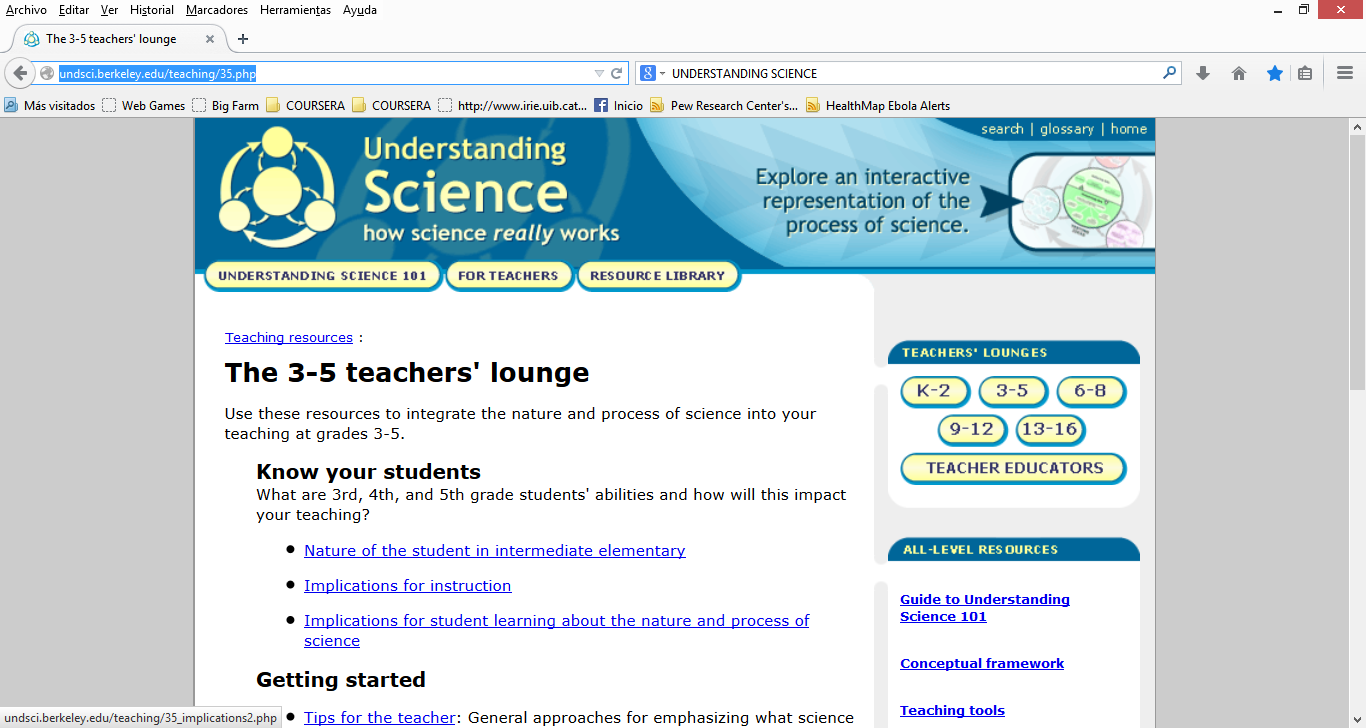 Archivo Editar Ver Historial Marcadores Herramientas Ayuda
The 3-5 teachers' lounge
undsci.berkeley.edu/teaching/35.php
UNDERSTANDING SCIENCE
Más visitados Web Games Big Farm COURSERA COURSERA http://www.irie.uib.cat... Inicio Pew Research Center's... HealthMap Ebola Alerts
search | glossary | home
Understanding
Science
how science really works
Explore an interactive
representation of the
process of science.
UNDERSTANDING SCIENCE 101 FOR TEACHERS RESOURCE LIBRARY
Teaching resources :
The 3-5 teachers' lounge
Use these resources to integrate the nature and process of science into your
teaching at grades 3-5.
Know your students
What are 3rd, 4th, and 5th grade students' abilities and how will this impact
your teaching?
• Nature of the student in intermediate elementary
• Implications for instruction
• Implications for student learning about the nature and process of
science
Getting started
• Tips for the teacher: General approaches for emphasizing what science
TEACHERS' LOUNGES
K-2 3-5 6-8
9-12 13-16
TEACHER EDUCATORS
ALL-LEVEL RESOURCES
Guide to Understanding
Science 101
Conceptual framework
Teaching tools
undsci.berkeley.edu/teaching/35_implications2.php